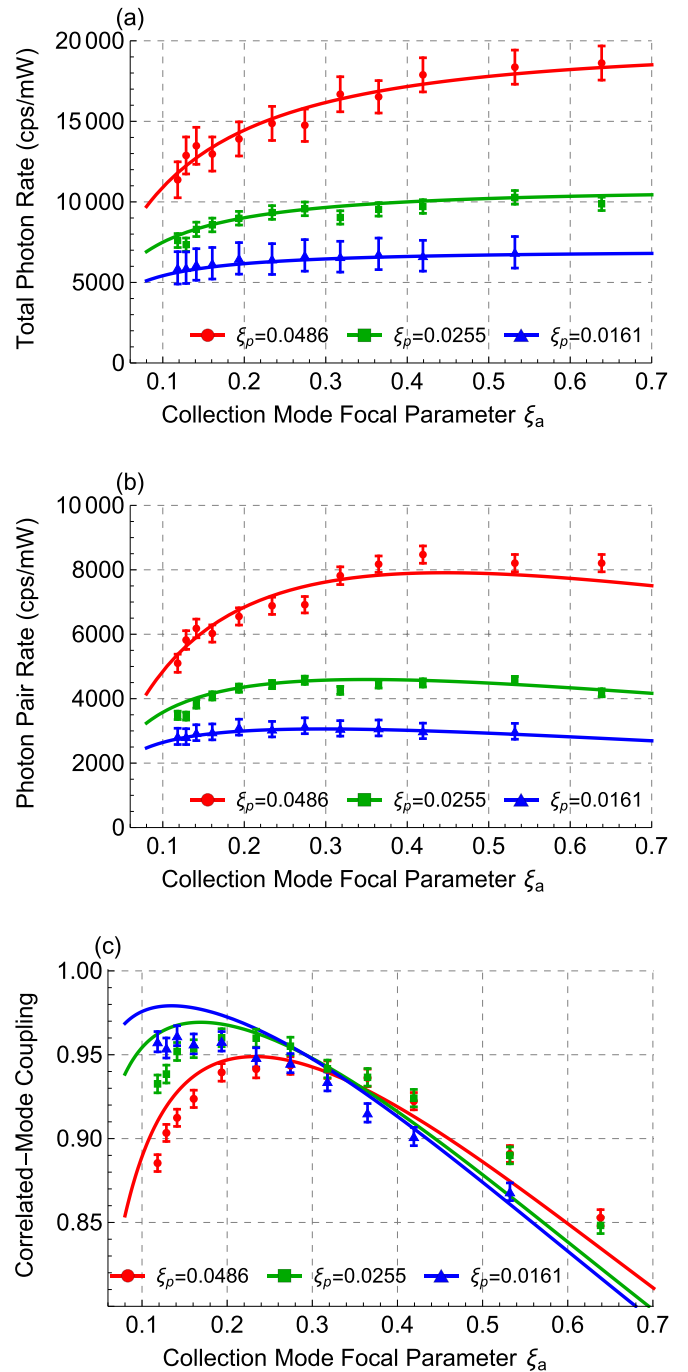 (a)
20 000
15 000
10 000
5000
0
Total Photon Rate (cps/mW)
ξp=0.0486 ξp=0.0255 ξp=0.0161
0.1 0.2 0.3 0.4 0.5 0.6 0.7
Collection Mode Focal Parameter ξa
(b)
10 000
8000
6000
4000
2000
0
Photon Pair Rate (cps/mW)
ξp=0.0486 ξp=0.0255 ξp=0.0161
0.1 0.2 0.3 0.4 0.5 0.6 0.7
Collection Mode Focal Parameter ξa
(c)
1.00
0.95
0.90
0.85
Correlated−Mode Coupling
ξp=0.0486 ξp=0.0255 ξp=0.0161
0.1 0.2 0.3 0.4 0.5 0.6 0.7
Collection Mode Focal Parameter ξa